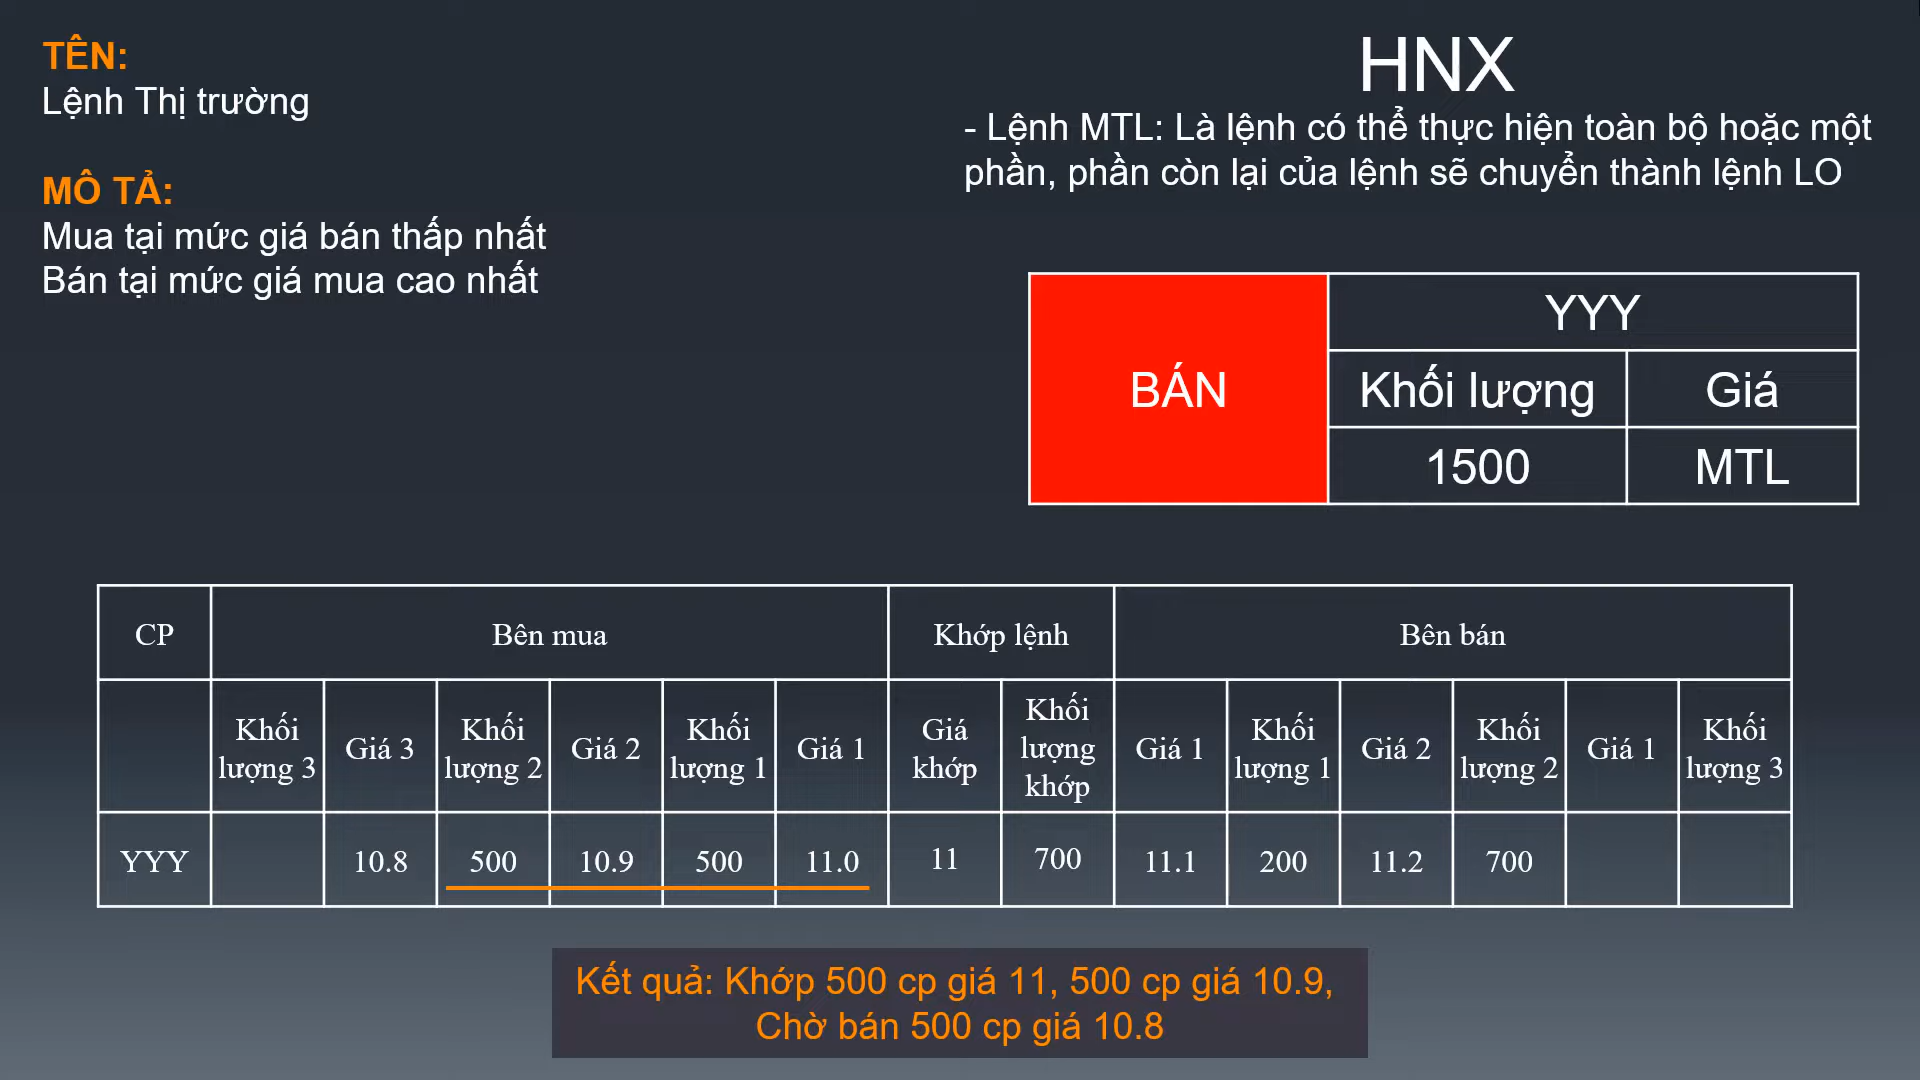 TÊN:
Lệnh Thị trường
MÔ TẢ:
Mua tại mức giá bán thấp nhất
Bán tại mức giá mua cao nhất
HNX
- Lệnh MTL: Là lệnh có thể thực hiện toàn bộ hoặc một
phần, phần còn lại của lệnh sẽ chuyển thành lệnh LO
BÁN
YYY
Khối lượng Giá
1500 MTL
CP Bên mua Khớp lệnh Bên bán
Khối lượng 3 Giá 3 Khối lượng 2 Giá 2 Khối lượng 1 Giá 1 Giá khớp Khối lượng khớp Giá 1 Khối lượng 1 Giá 2 Khối lượng 2 Giá 1 Khối lượng 3
YYY 10.8 500 10.9 500 11.0 11 700 11.1 200 11.2 700
Kết quả: Khớp 500 cp giá 11, 500 cp giá 10.9,
Chờ bán 500 cp giá 10.8